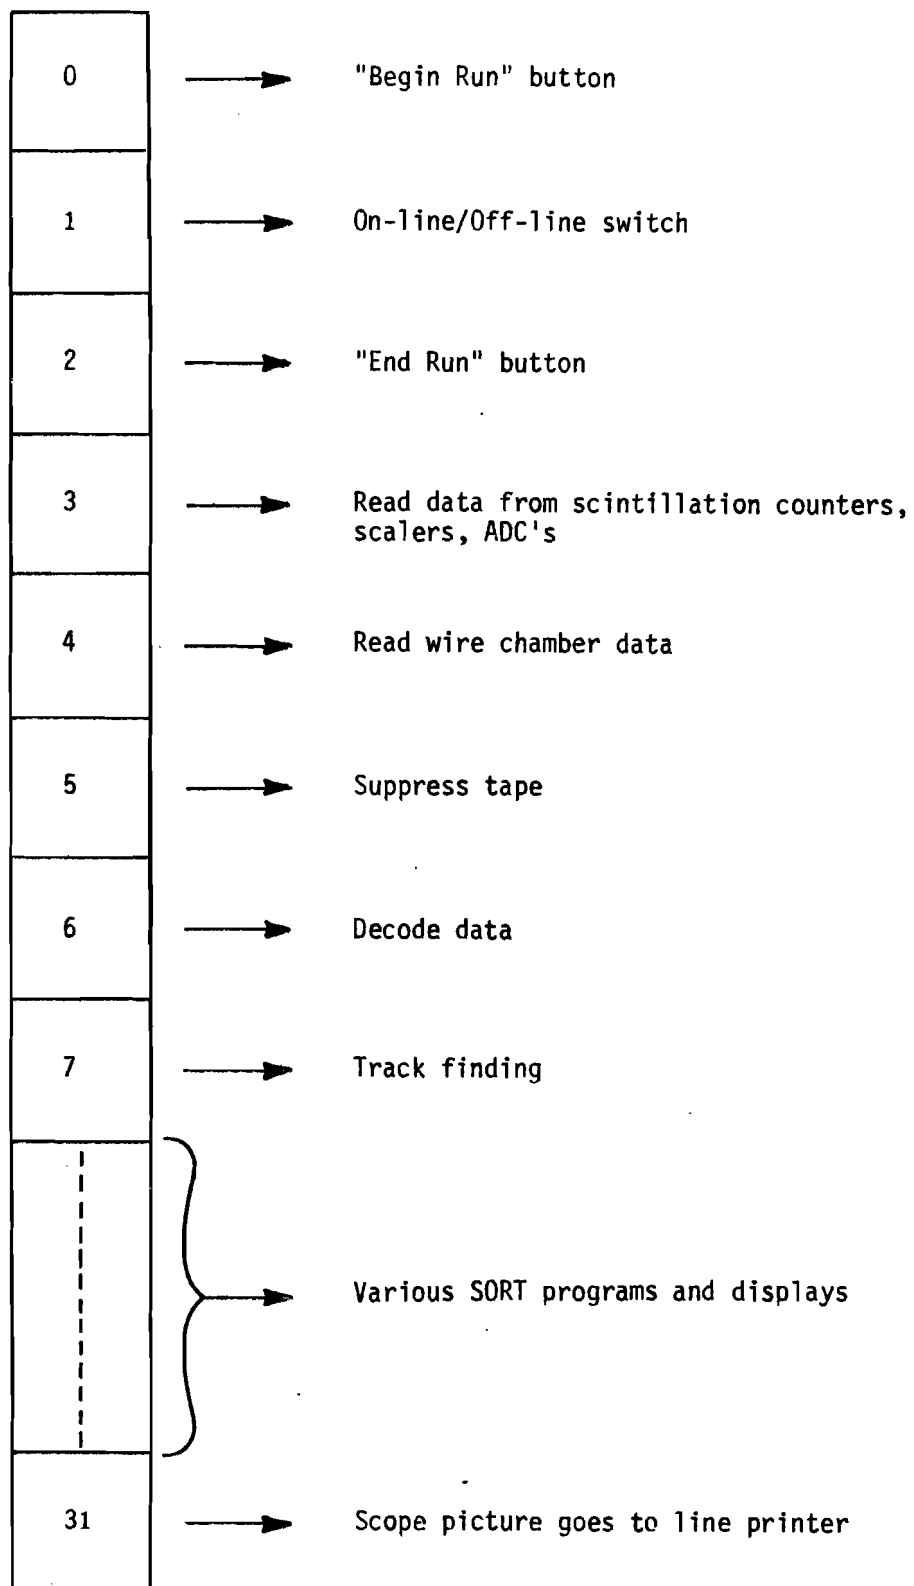 0 "Begin Run" button
1 On-line/Off-line switch
2 "End Run" button
3 Read data from scintillation counters,
scalers, ADC's
4 Read wire chamber data
5 Suppress tape
6 Decode data
7 Track finding
Various SORT programs and displays
31 Scope picture goes to line printer